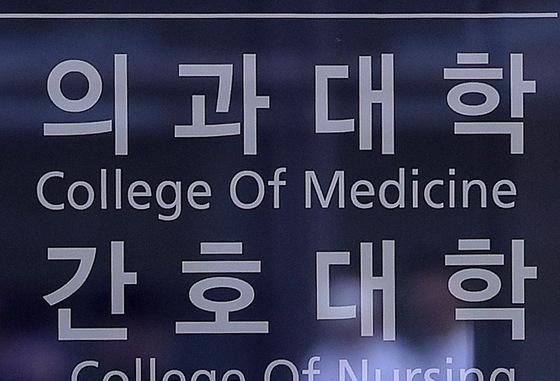 의과대학
College Of Medicine
간호대학
College Of Nursing